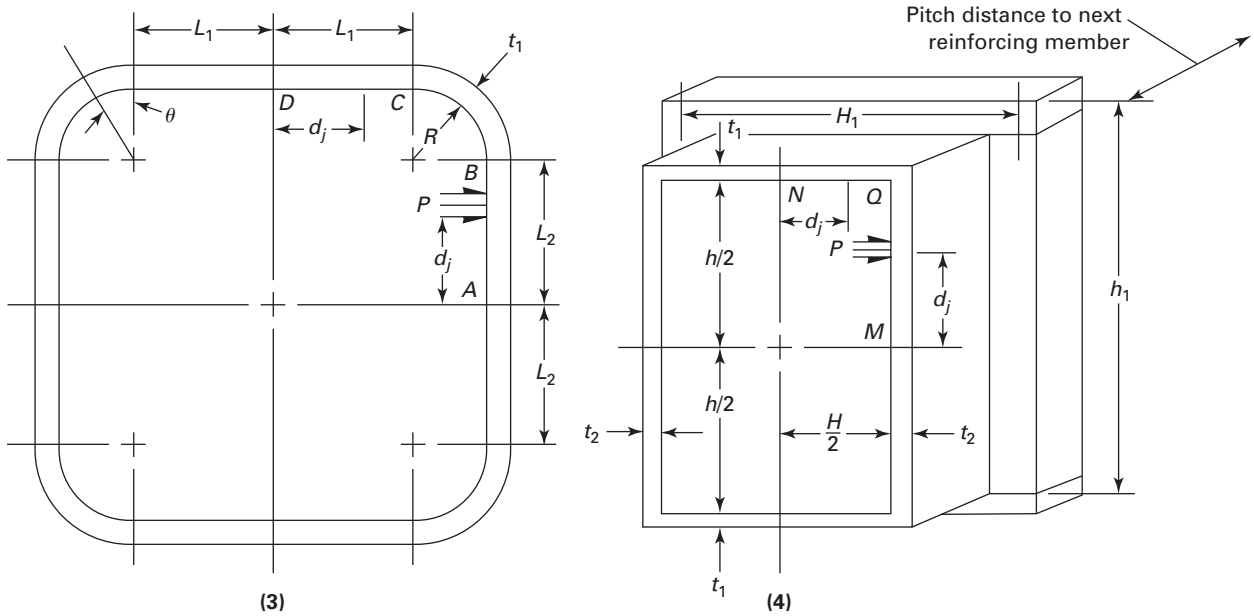 Pitch distance to next
reinforcing member
L1 L1
t1
θ
D C
dj
R
B
P
dj
A
L2
L2
(3)
H1
t1
N Q
dj
P
h/2
dj
M
h1
h/2
t2
H/2
t2
t1
(4)